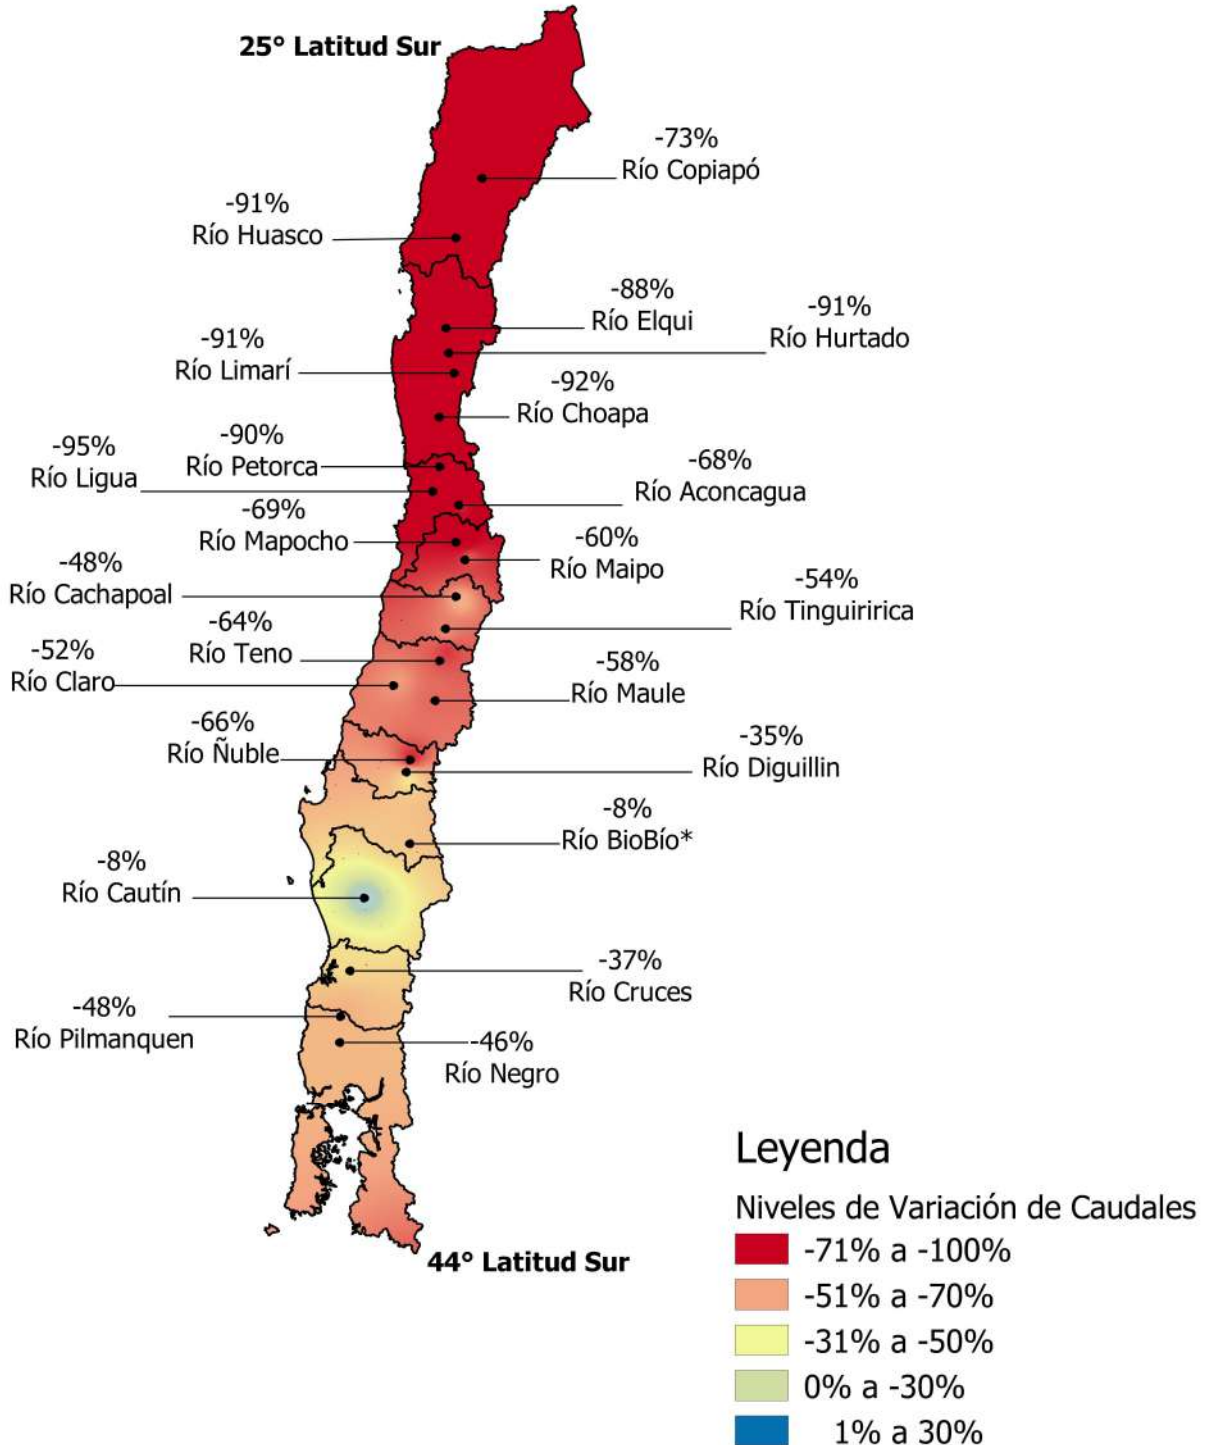 25° Latitud Sur
-73%
Río Copiapó
-91%
Río Huasco
-88%
Río Elqui
-91%
Río Hurtado
-91%
Río Limarí
-92%
Río Choapa
-90%
Río Petorca
-95%
Río Ligua
-68%
Río Aconcagua
-69%
Río Mapocho
-60%
Río Maipo
-48%
Río Cachapoal
-54%
Río Tinguiririca
-64%
Río Teno
-52%
Río Claro
-58%
Río Maule
-66%
Río Ñuble
-35%
Río Diguillin
-8%
Río BioBío*
-8%
Río Cautín
-37%
Río Cruces
-48%
Río Pilmanquen
-46%
Río Negro
44° Latitud Sur
Leyenda
Niveles de Variación de Caudales
-71% a -100%
-51% a -70%
-31% a -50%
0% a -30%
1% a 30%